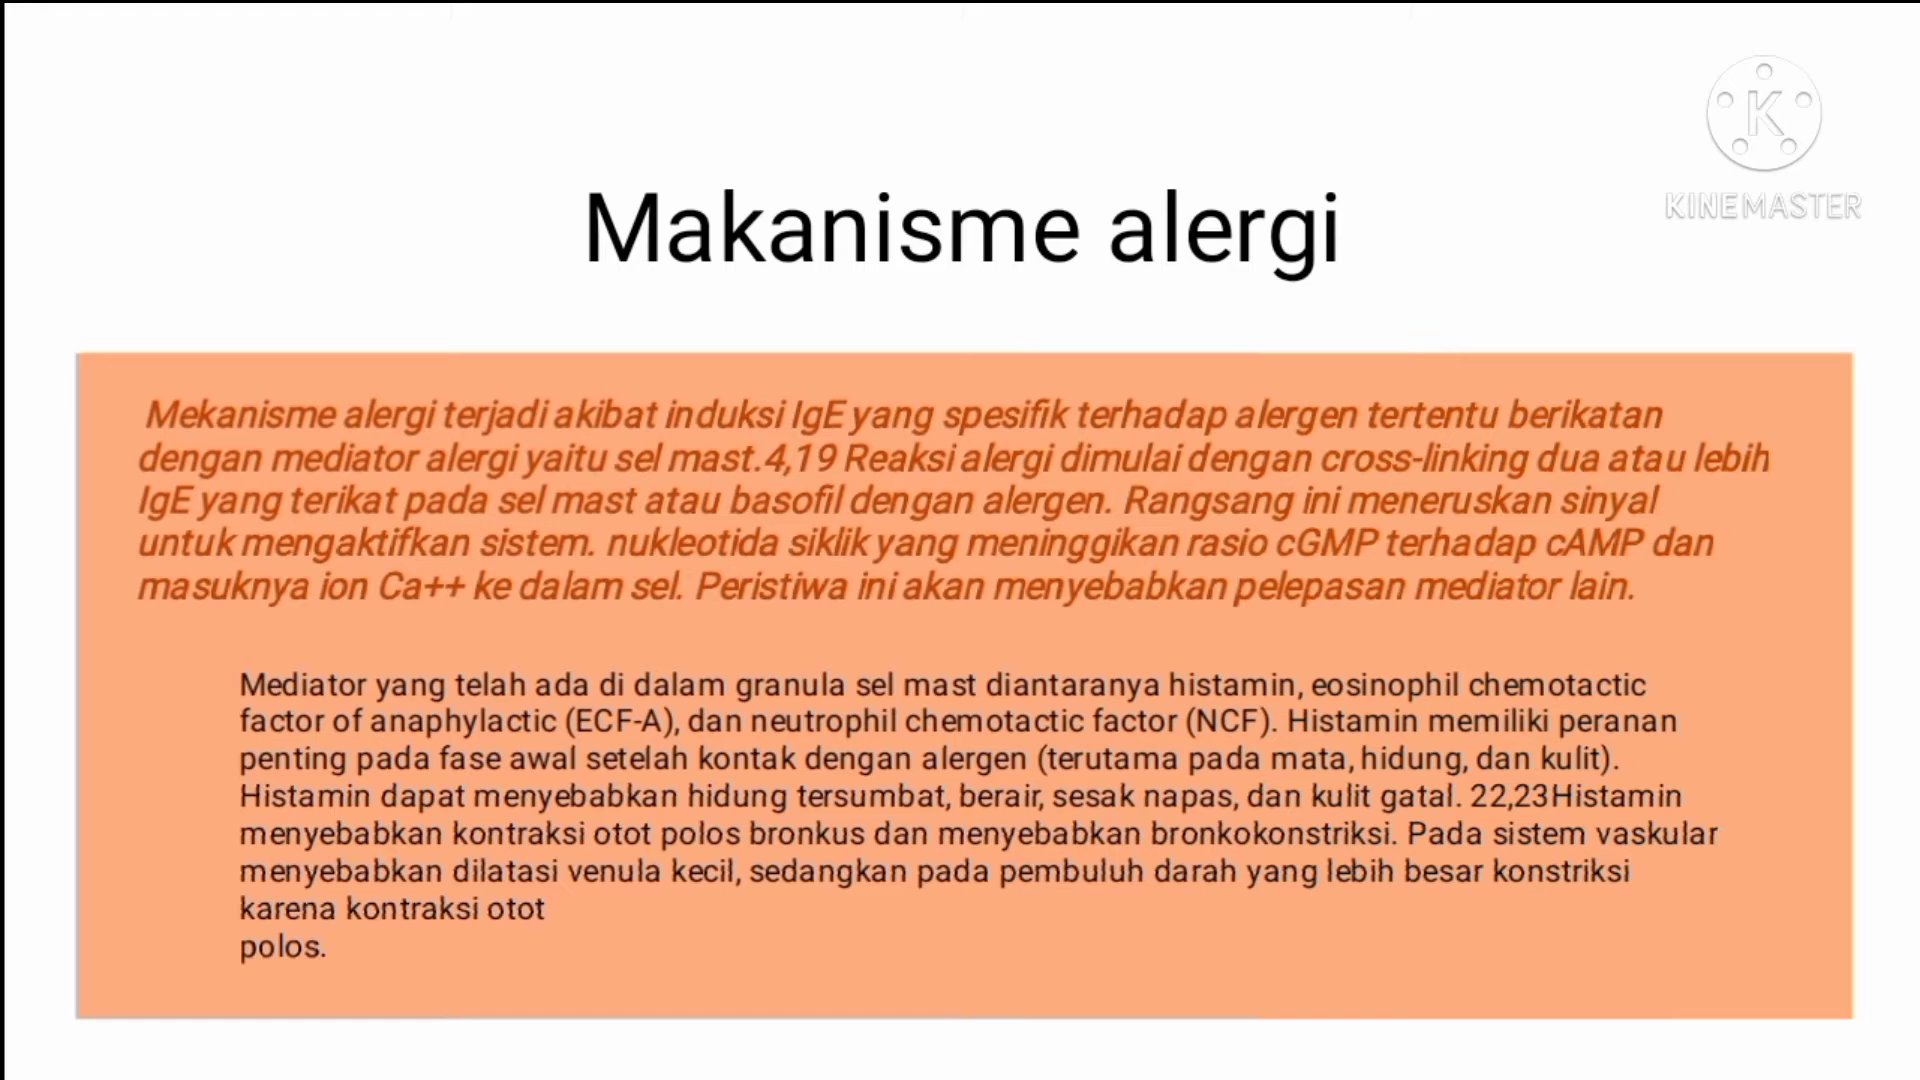 K
KINEMASTER
Makanisme alergi
Mekanisme alergi terjadi akibat induksi IgE yang spesifik terhadap alergen tertentu berikatan
dengan mediator alergi yaitu sel mast.4,19 Reaksi alergi dimulai dengan cross-linking dua atau lebih
IgE yang terikat pada sel mast atau basofil dengan alergen. Rangsang ini meneruskan sinyal
untuk mengaktifkan sistem. nukleotida siklik yang meninggikan rasio cGMP terhadap cAMP dan
masuknya ion Ca++ ke dalam sel. Peristiwa ini akan menyebabkan pelepasan mediator lain.
Mediator yang telah ada di dalam granula sel mast diantaranya histamin, eosinophil chemotactic
factor of anaphylactic (ECF-A), dan neutrophil chemotactic factor (NCF). Histamin memiliki peranan
penting pada fase awal setelah kontak dengan alergen (terutama pada mata, hidung, dan kulit).
Histamin dapat menyebabkan hidung tersumbat, berair, sesak napas, dan kulit gatal. 22,23Histamin
menyebabkan kontraksi otot polos bronkus dan menyebabkan bronkokonstriksi. Pada sistem vaskular
menyebabkan dilatasi venula kecil, sedangkan pada pembuluh darah yang lebih besar konstriksi
karena kontraksi otot
polos.